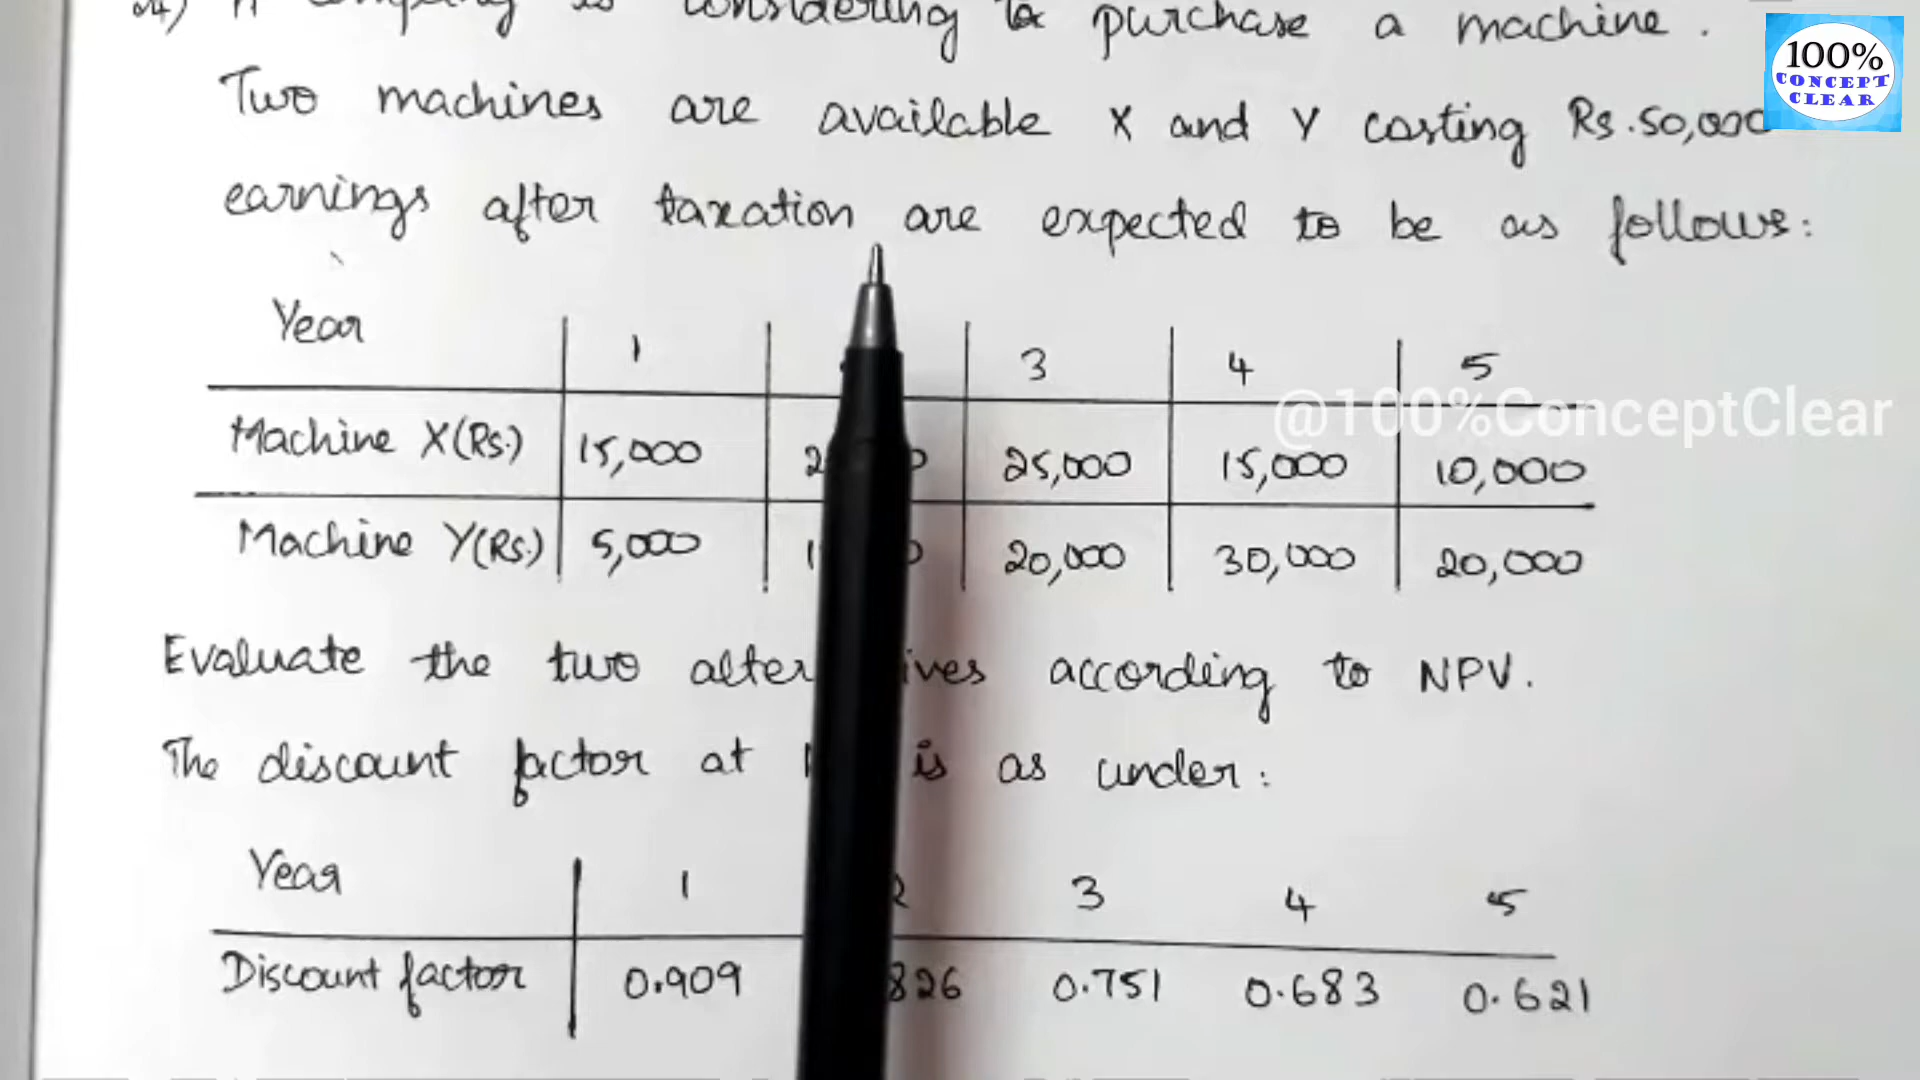 100%
CONCEPT
CLEAR
considering to purchase a machine.
Two machines are available X and Y costing Rs.50,000
earnings after taxation are expected to be as follows:
Year 1 3 4 5
@100%ConceptClear
Machine X(Rs.) 15,000 25,000 15,000 10,000
Machine Y(Rs.) 5,000 20,000 30,000 20,000
Evaluate the two according to NPV.
The discount factor at is as under:
Year 1 2 3 4 5
Discount factor 0.909 826 0.751 0.683 0.621